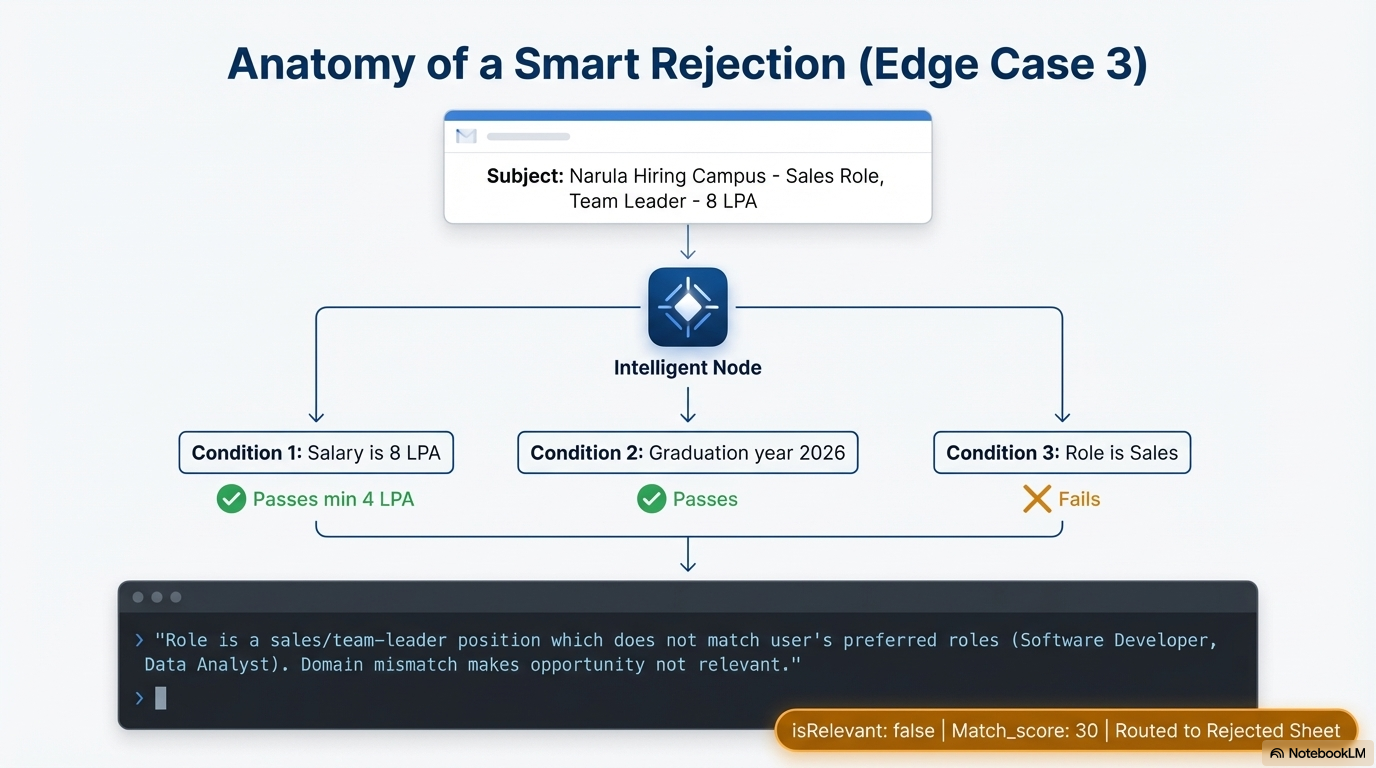 Anatomy of a Smart Rejection (Edge Case 3)
Subject: Narula Hiring Campus - Sales Role,
Team Leader - 8 LPA
Intelligent Node
Condition 1: Salary is 8 LPA
Passes min 4 LPA
Condition 2: Graduation year 2026
Passes
Condition 3: Role is Sales
Fails
› "Role is a sales/team-leader position which does not match user's preferred roles (Software Developer,
Data Analyst). Domain mismatch makes opportunity not relevant."
›
isRelevant: false | Match_score: 30 | Routed to Rejected Sheet
NotebookLM